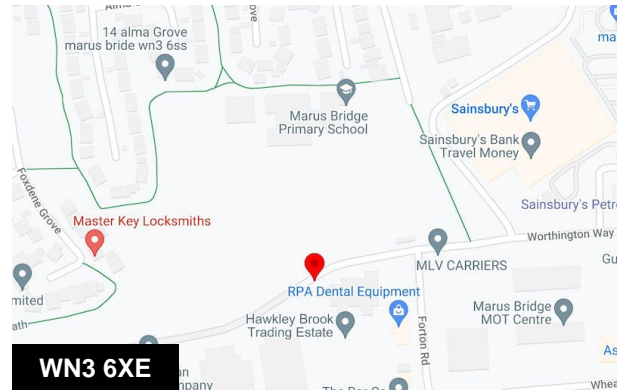 Alma
14 alma Grove
marus bride wn3 6ss
Marus Bridge
Primary School
Sainsbury's
Sainsbury's Bank
Travel Money
Foxdene Grove
Master Key Locksmiths
Sainsbury's Petro
Worthington Way
MLV CARRIERS
RPA Dental Equipment
Hawkley Brook
Trading Estate
Forton Rd
Marus Bridge
MOT Centre
WN3 6XE